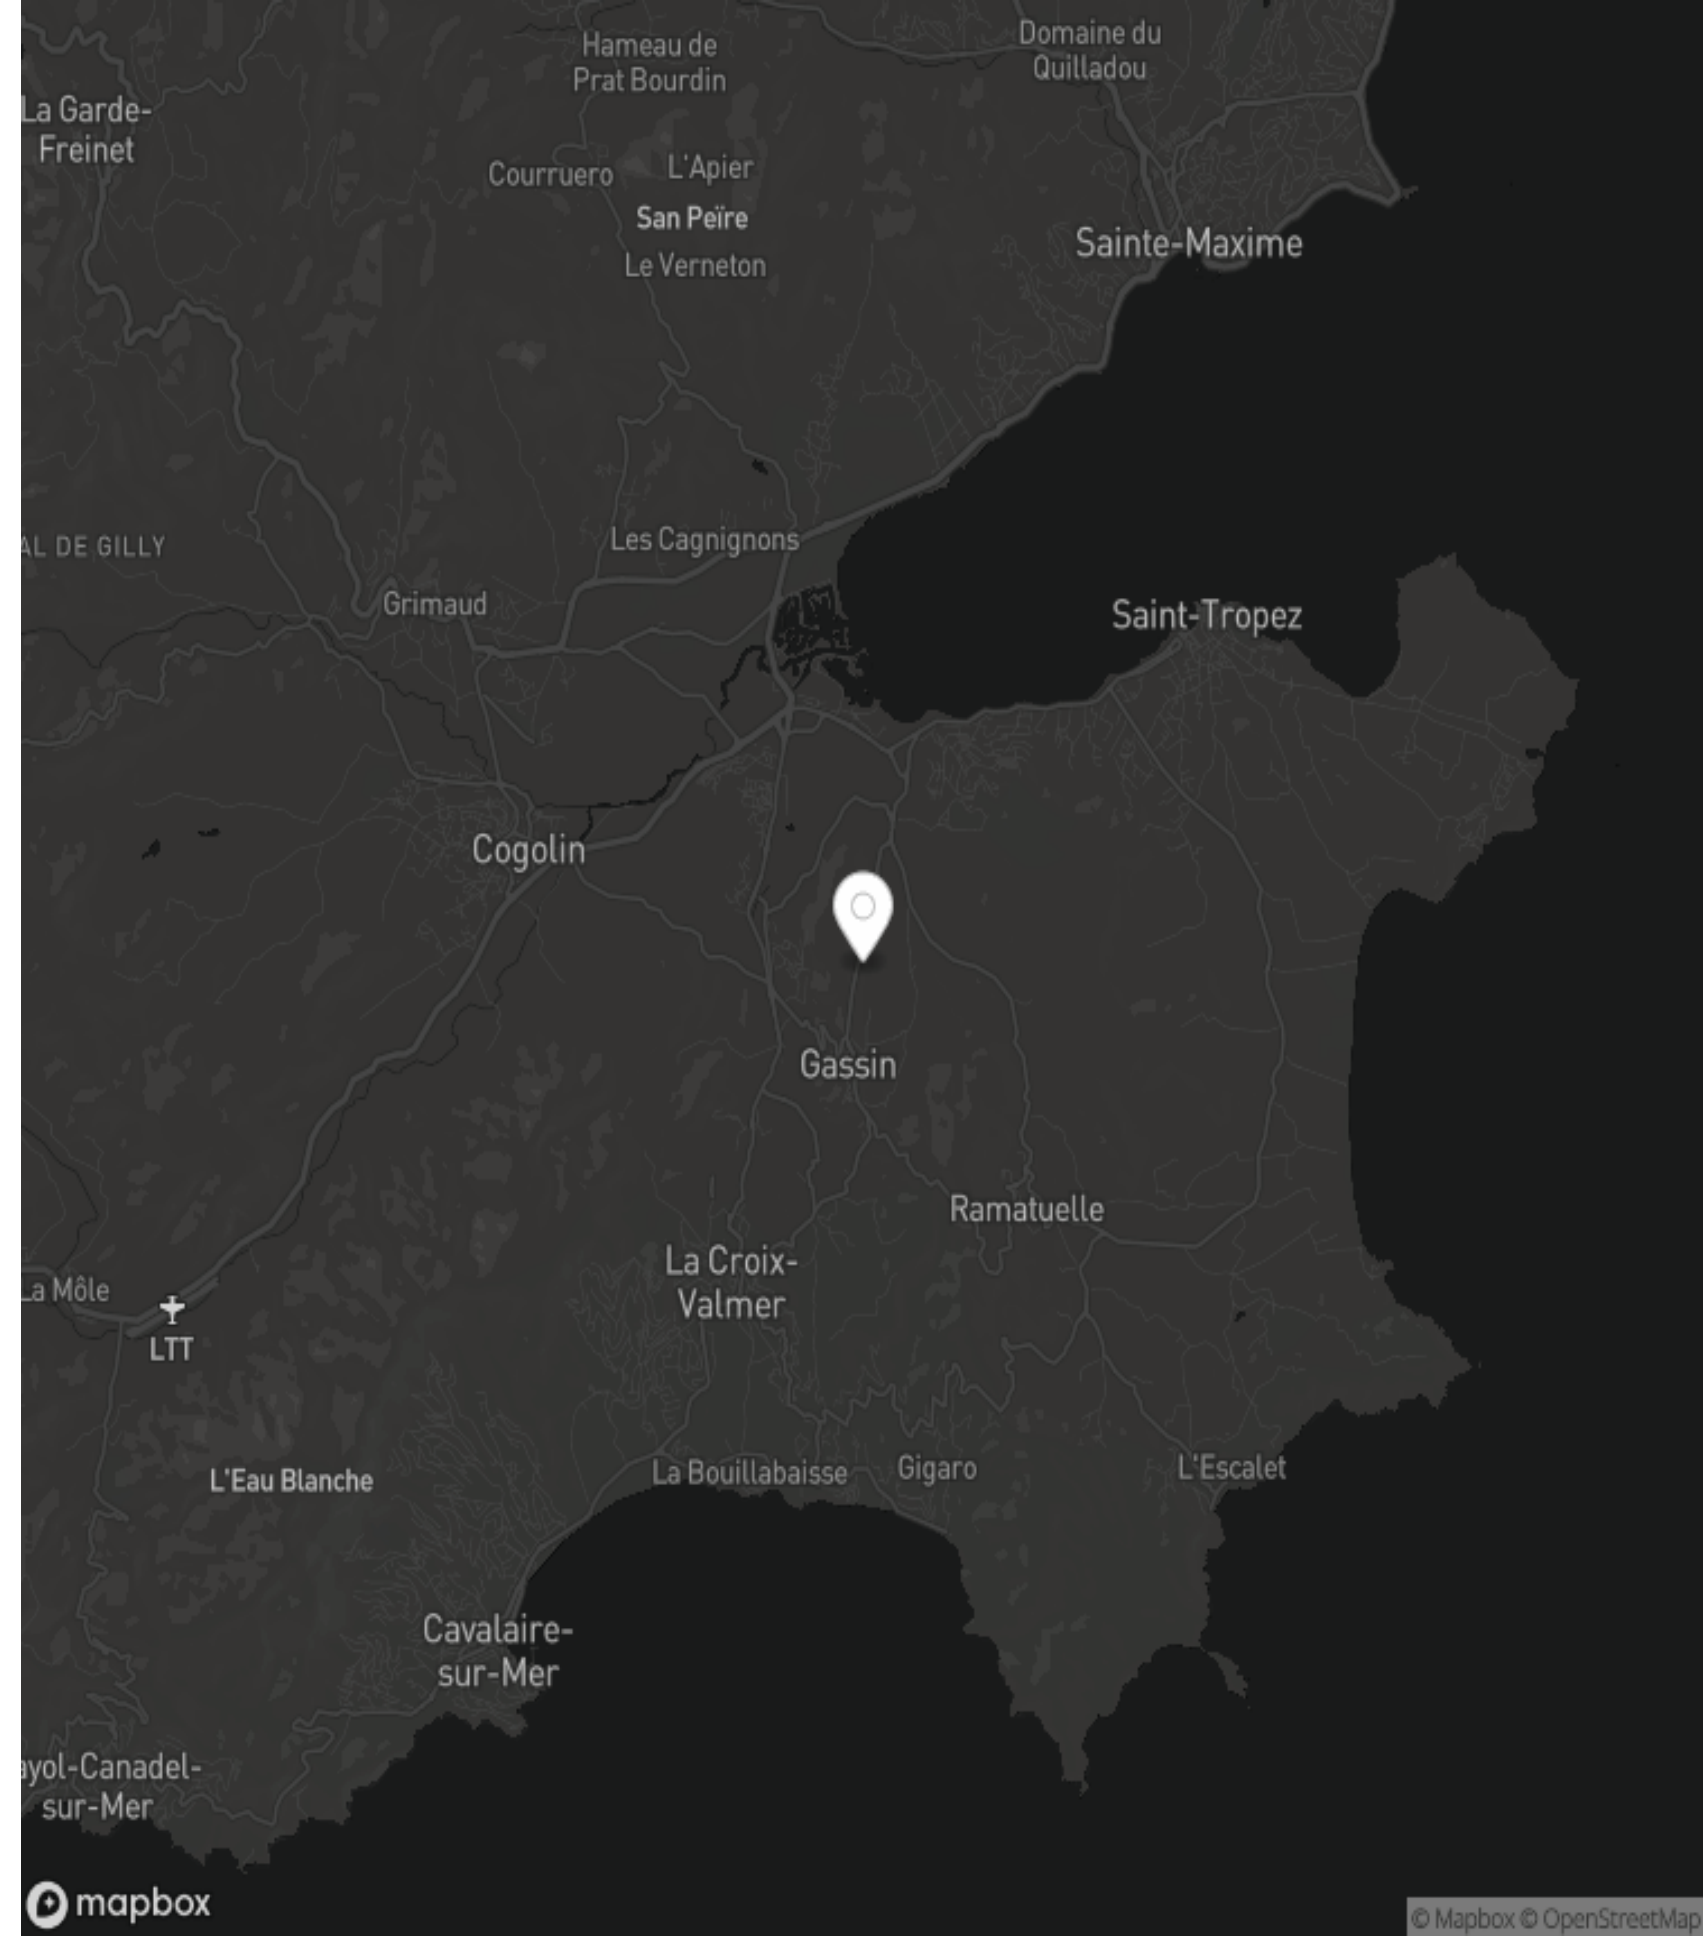 Hameau de
Prat Bourdin
Domaine du
Quilladou
La Garde-
Freinet
Courruero
L'Apier
San Peïre
Le Verneton
Sainte-Maxime
Les Cagnignons
AL DE GILLY
Grimaud
Saint-Tropez
Cogolin
Gassin
Ramatuelle
La Croix-
Valmer
La Môle
LTT
L'Eau Blanche
La Bouillabaisse
Gigaro
L'Escalet
Cavalaire-
sur-Mer
ayol-Canadel-
sur-Mer
mapbox
© Mapbox © OpenStreetMap